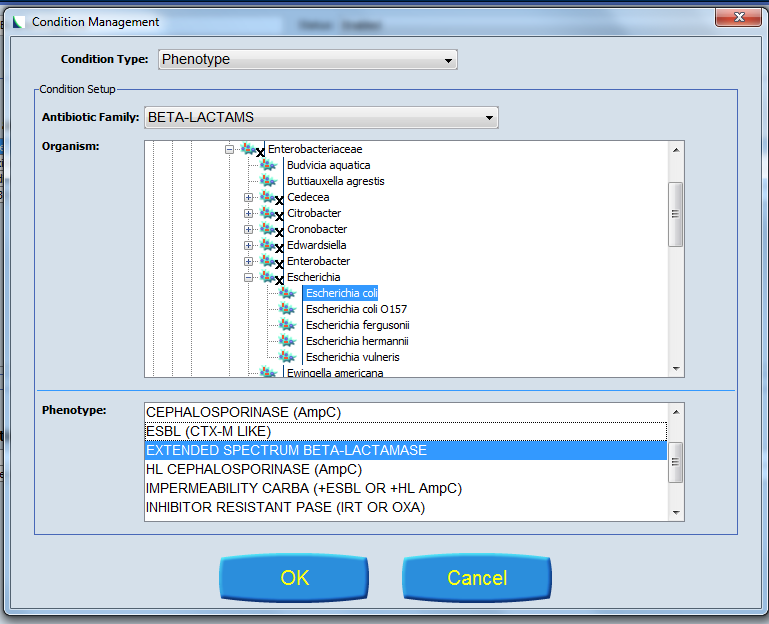 Condition Management
Condition Type: Phenotype
Condition Setup
Antibiotic Family: BETA-LACTAMS
Organism:
Enterobacteriaceae
Budvicia aquatica
Buttiauxella agrestis
Cedecea
Citrobacter
Cronobacter
Edwardsiella
Enterobacter
Escherichia
Escherichia coli
Escherichia coli O157
Escherichia fergusonii
Escherichia hermannii
Escherichia vulneris
Ewingella americana
Phenotype:
CEPHALOSPORINASE (AmpC)
ESBL (CTX-M LIKE)
EXTENDED SPECTRUM BETA-LACTAMASE
HL CEPHALOSPORINASE (AmpC)
IMPERMEABILITY CARBA (+ESBL OR +HL AmpC)
INHIBITOR RESISTANT PASE (IRT OR OXA)
OK Cancel